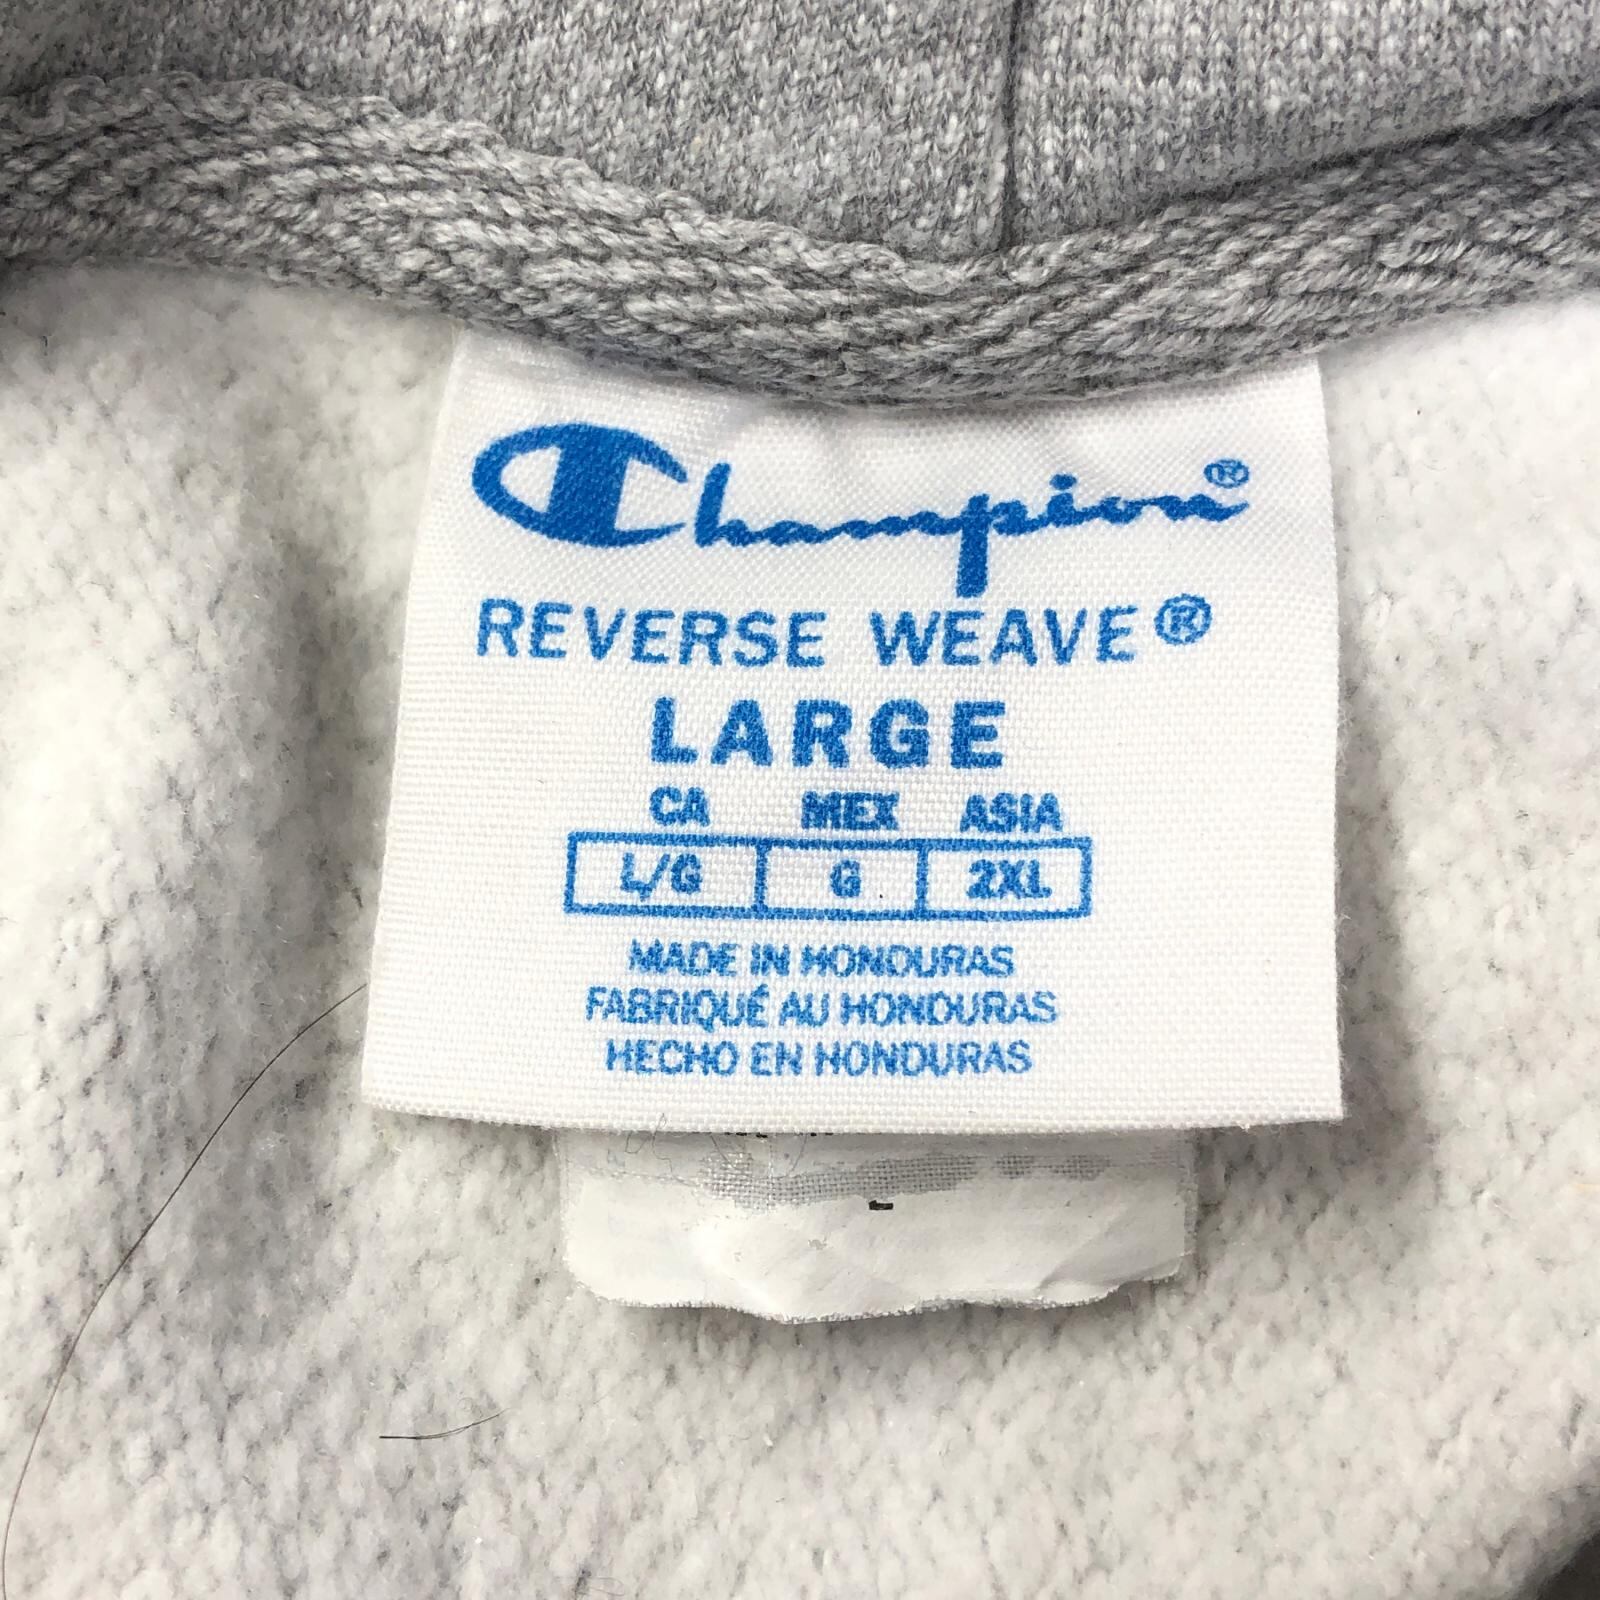 Champion®
REVERSE WEAVE®
LARGE
CA MEX ASIA
L/G G 2XL
MADE IN HONDURAS
FABRIQUÉ AU HONDURAS
HECHO EN HONDURAS